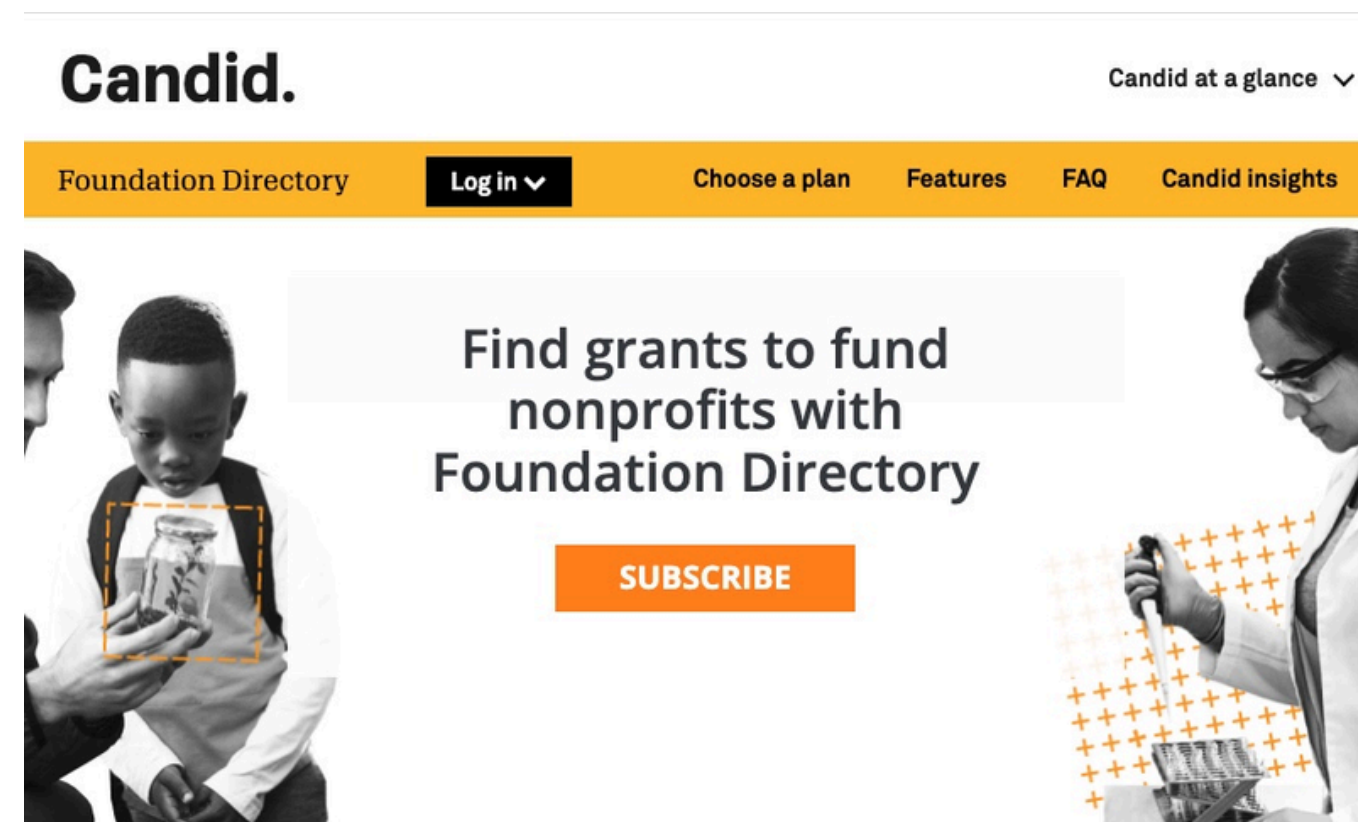 Candid.
Candid at a glance
Foundation Directory
Log in
Choose a plan
Features
FAQ
Candid insights
Find grants to fund
nonprofits with
Foundation Directory
SUBSCRIBE